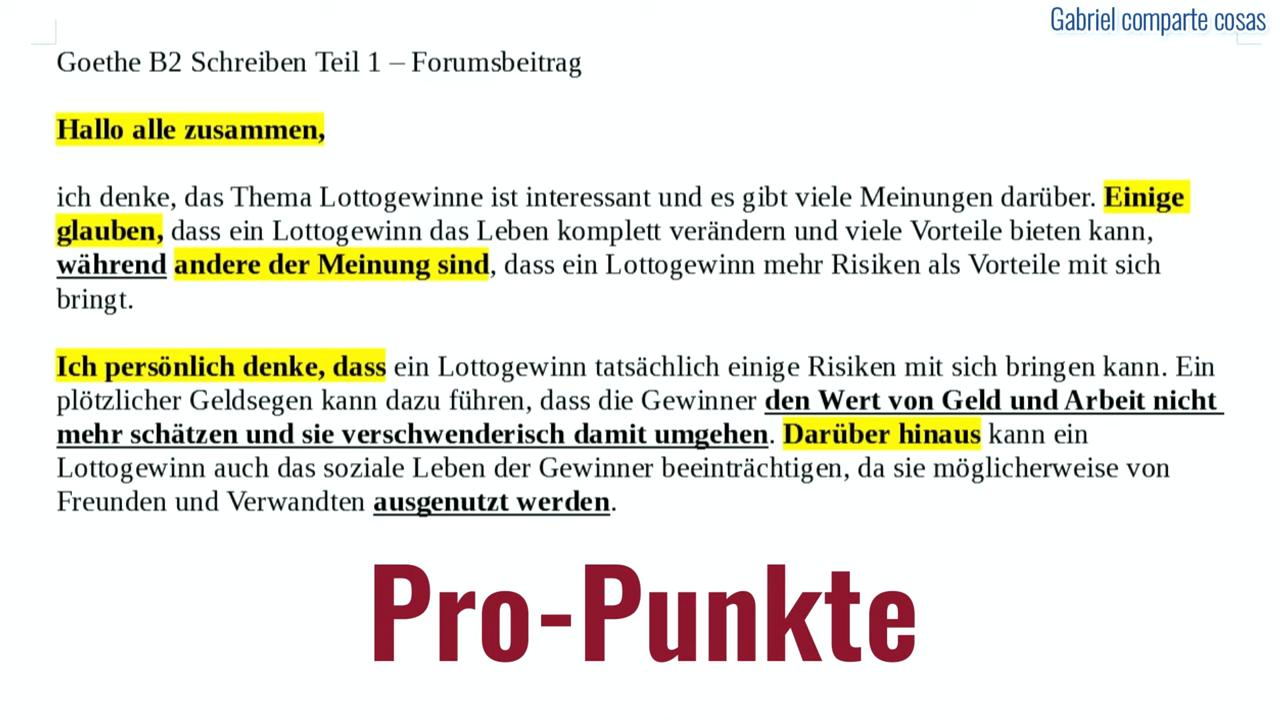 Gabriel comparte cosas
Goethe B2 Schreiben Teil 1 – Forumsbeitrag
Hallo alle zusammen,
ich denke, das Thema Lottogewinne ist interessant und es gibt viele Meinungen darüber. Einige
glauben, dass ein Lottogewinn das Leben komplett verändern und viele Vorteile bieten kann,
während andere der Meinung sind, dass ein Lottogewinn mehr Risiken als Vorteile mit sich
bringt.
Ich persönlich denke, dass ein Lottogewinn tatsächlich einige Risiken mit sich bringen kann. Ein
plötzlicher Geldsegen kann dazu führen, dass die Gewinner den Wert von Geld und Arbeit nicht
mehr schätzen und sie verschwenderisch damit umgehen. Darüber hinaus kann ein
Lottogewinn auch das soziale Leben der Gewinner beeinträchtigen, da sie möglicherweise von
Freunden und Verwandten ausgenutzt werden.
Pro-Punkte